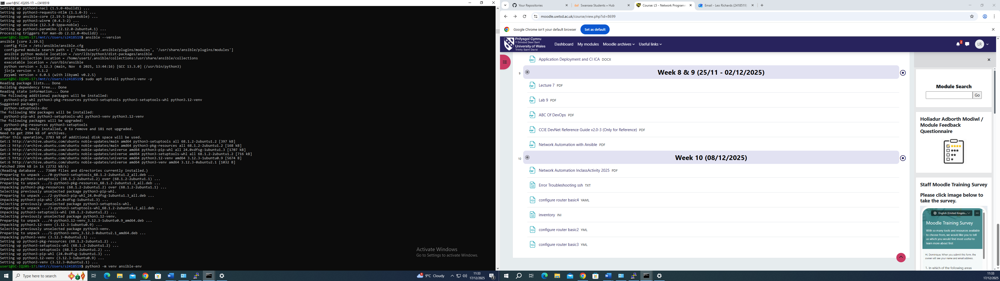 user1@SC-IQ205-17: ~/2418519
Setting up python3-nacl (1.5.0-4build1) ...
Setting up python3-requests-ntlm (1.1.0-3) ...
Setting up ansible-core (2.19.5-1ppa~noble) ...
Setting up python3-winrm (0.4.3-2) ...
Setting up ansible (12.3.0-1ppa~noble) ...
Setting up python3-paramiko (2.12.0-2ubuntu4.1) ...
Processing triggers for man-db (2.12.0-4build2) ...
user1@SC-IQ205-17:/mnt/c/Users/s2418519$ ansible --version
ansible [core 2.19.5]
config file = /etc/ansible/ansible.cfg
configured module search path = ['/home/user1/.ansible/plugins/modules', '/usr/share/ansible/plugins/modules']
ansible python module location = /usr/lib/python3/dist-packages/ansible
ansible collection location = /home/user1/.ansible/collections:/usr/share/ansible/collections
executable location = /usr/bin/ansible
python version = 3.12.3 (main, Nov  6 2025, 13:44:16) [GCC 13.3.0] (/usr/bin/python3)
jinja version = 3.1.2
pyyaml version = 6.0.1 (with libyaml v0.2.5)
user1@SC-IQ205-17:/mnt/c/Users/s2418519$ sudo apt install python3-venv -y
Reading package lists... Done
Building dependency tree... Done
Reading state information... Done
The following additional packages will be installed:
python3-pip-whl python3-pkg-resources python3-setuptools python3-setuptools-whl python3.12-venv
Suggested packages:
python-setuptools-doc
The following NEW packages will be installed:
python3-pip-whl python3-setuptools-whl python3-venv python3.12-venv
The following packages will be upgraded:
python3-pkg-resources python3-setuptools
2 upgraded, 4 newly installed, 0 to remove and 181 not upgraded.
Need to get 2994 kB of archives.
After this operation, 2783 kB of additional disk space will be used.
Get:1 http://archive.ubuntu.com/ubuntu noble-updates/main amd64 python3-setuptools all 68.1.2-2ubuntu1.2 [397 kB]
Get:2 http://archive.ubuntu.com/ubuntu noble-updates/main amd64 python3-pkg-resources all 68.1.2-2ubuntu1.2 [168 kB]
Get:3 http://archive.ubuntu.com/ubuntu noble-updates/universe amd64 python3-pip-whl all 24.0+dfsg-1ubuntu1.3 [1707 kB]
Get:4 http://archive.ubuntu.com/ubuntu noble-updates/universe amd64 python3-setuptools-whl all 68.1.2-2ubuntu1.2 [716 kB]
Get:5 http://archive.ubuntu.com/ubuntu noble-updates/universe amd64 python3.12-venv amd64 3.12.3-1ubuntu0.9 [5674 B]
Get:6 http://archive.ubuntu.com/ubuntu noble-updates/universe amd64 python3-venv amd64 3.12.3-0ubuntu2.1 [1032 B]
Fetched 2994 kB in 1s (2732 kB/s)
(Reading database ... 73609 files and directories currently installed.)
Preparing to unpack .../0-python3-setuptools_68.1.2-2ubuntu1.2_all.deb ...
Unpacking python3-setuptools (68.1.2-2ubuntu1.2) over (68.1.2-2ubuntu1.1) ...
Preparing to unpack .../1-python3-pkg-resources_68.1.2-2ubuntu1.2_all.deb ...
Unpacking python3-pkg-resources (68.1.2-2ubuntu1.2) over (68.1.2-2ubuntu1.1) ...
Selecting previously unselected package python3-pip-whl.
Preparing to unpack .../2-python3-pip-whl_24.0+dfsg-1ubuntu1.3_all.deb ...
Unpacking python3-pip-whl (24.0+dfsg-1ubuntu1.3) ...
Selecting previously unselected package python3-setuptools-whl.
Preparing to unpack .../3-python3-setuptools-whl_68.1.2-2ubuntu1.2_all.deb ...
Unpacking python3-setuptools-whl (68.1.2-2ubuntu1.2) ...
Selecting previously unselected package python3.12-venv.
Preparing to unpack .../4-python3.12-venv_3.12.3-1ubuntu0.9_amd64.deb ...
Unpacking python3.12-venv (3.12.3-1ubuntu0.9) ...
Selecting previously unselected package python3-venv.
Preparing to unpack .../5-python3-venv_3.12.3-0ubuntu2.1_amd64.deb ...
Unpacking python3-venv (3.12.3-0ubuntu2.1) ...
Setting up python3-pkg-resources (68.1.2-2ubuntu1.2) ...
Setting up python3-setuptools-whl (68.1.2-2ubuntu1.2) ...
Setting up python3-setuptools (68.1.2-2ubuntu1.2) ...
Setting up python3-pip-whl (24.0+dfsg-1ubuntu1.3) ...
Setting up python3.12-venv (3.12.3-1ubuntu0.9) ...
Setting up python3-venv (3.12.3-0ubuntu2.1) ...
user1@SC-IQ205-17:/mnt/c/Users/s2418519$ python3 -m venv ansible-env
Activate Windows
Go to Settings to activate Windows.
Type here to search
9°C Cloudy
11:33
17/12/2025
3
Your Repositories
Swansea Students » Hub
Course: L5 - Network Programm
Email - Leo Richards (2418519)
moodle.uwtsd.ac.uk/course/view.php?id=8699
Google Chrome isn't your default browser
Set as default
Prifysgol Cymru
Y Drindod Dewi Sant
University of Wales
Trinity Saint David
Dashboard
My modules
Moodle archives
Useful links
2
LR
Application Deployment and CI ICA DOCX
9
Week 8 & 9 (25/11 - 02/12/2025)
Lecture 7 PDF
Lab 9 PDF
ABC Of DevOps PDF
CCIE DevNet Reference Guide v2.0-3 (Only for Reference) PDF
Network Automation with Ansible PDF
10
Week 10 (08/12/2025)
Network Automation InclassActivity 2025 PDF
Error Troubleshooting ssh TXT
configure router basic4 YAML
inventory INI
configure router basic2 YML
configure router basic3 YML
Module Search
Go
Holiadur Adborth Modiwl /
Module Feedback
Questionnaire
Staff Moodle Training Survey
Please click image below to
take the survey.
English (United Kingdo...
Moodle Training Survey
With so many tools and resources available
to choose from, we would like you to tell
us which you would find most useful to
learn more about first
Hi, Dominique. When you submit this form, the
owner will see your name and email address.
1. In which of the following areas
11:33
17/12/2025